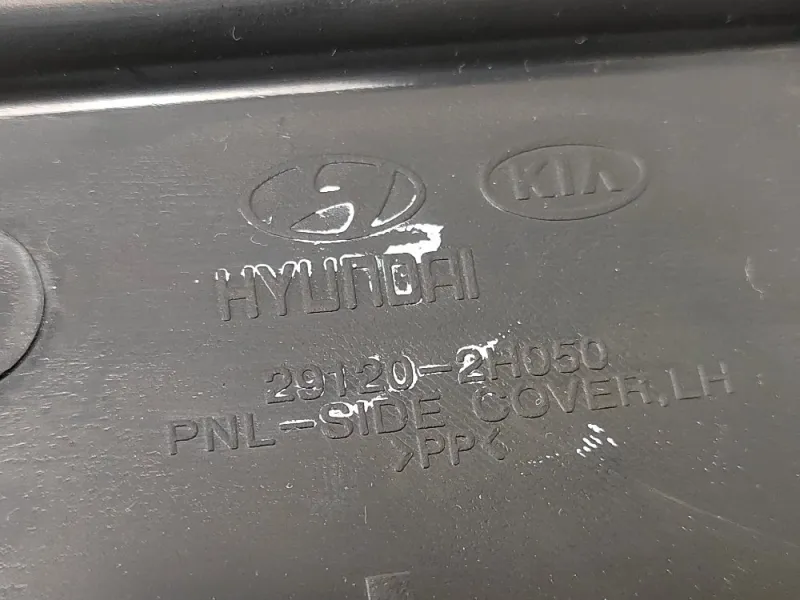 KIA
HYUNDAI
29120-2H050
PNL-SIDE COVER,LH
>PP<